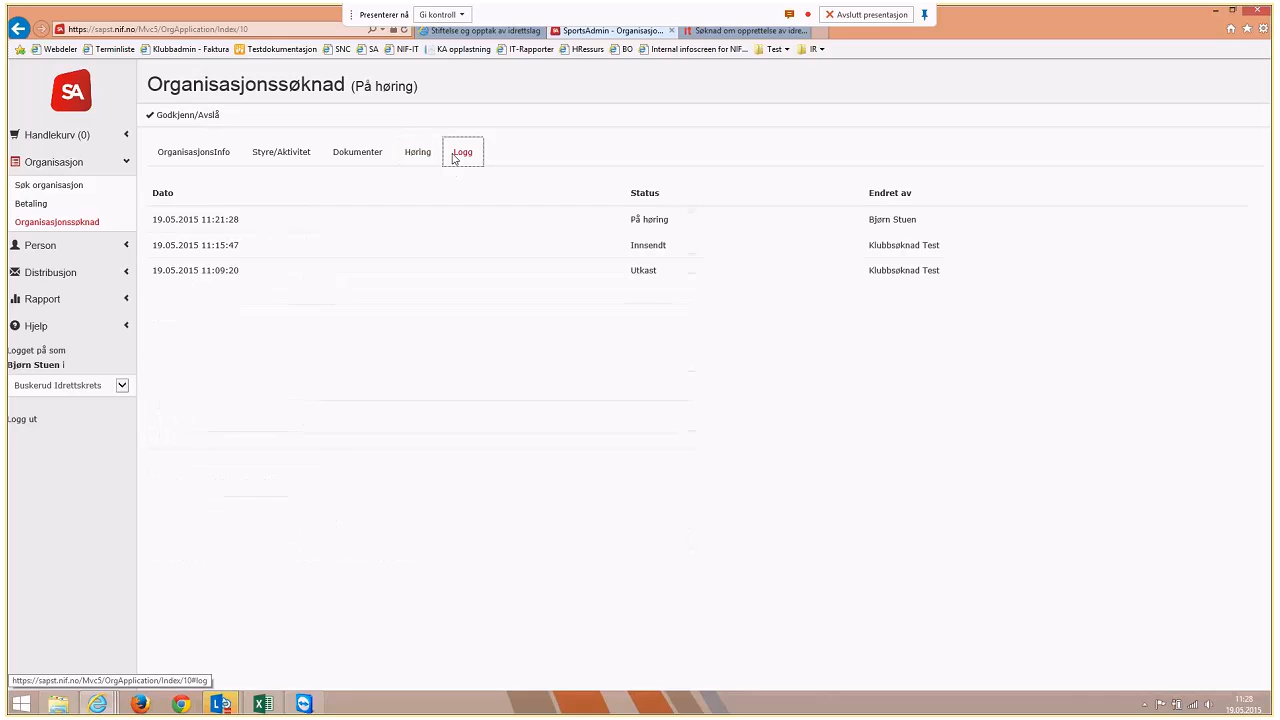 Presenterer nå
Gi kontroll
Avslutt presentasjon
https://sapst.nif.no/Mvc5/OrgApplication/Index/10
Stiftelse og opptak av idrettslag
SportsAdmin - Organisasjo...
Søknad om opprettelse av idre...
Webdeler
Terminliste
Klubbadmin - Faktura
Testdokumentasjon
SNC
SA
NIF-IT
KA opplastning
IT-Rapporter
HRessurs
BO
Internal infoscreen for NIF...
Test
IR
SA
Organisasjonssøknad (På høring)
Godkjenn/Avslå
Handlekurv (0)
Organisasjon
Søk organisasjon
Betaling
Organisasjonssøknad
Person
Distribusjon
Rapport
Hjelp
Logget på som
Bjørn Stuen i
Buskerud Idrettskrets
Logg ut
OrganisasjonsInfo
Styre/Aktivitet
Dokumenter
Høring
Logg
Dato Status Endret av
19.05.2015 11:21:28 På høring Bjørn Stuen
19.05.2015 11:15:47 Innsendt Klubbsøknad Test
19.05.2015 11:09:20 Utkast Klubbsøknad Test
https://sapst.nif.no/Mvc5/OrgApplication/Index/10#log
11:28
19.05.2015